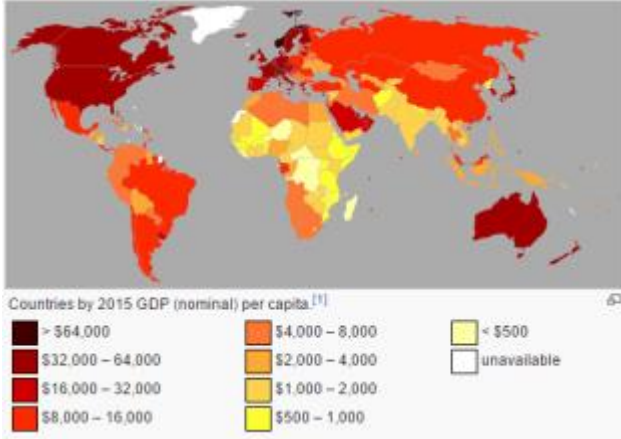 Countries by 2015 GDP (nominal) per capita.[1]
> $64,000
$32,000 – 64,000
$16,000 – 32,000
$8,000 – 16,000
$4,000 – 8,000
$2,000 – 4,000
$1,000 – 2,000
$500 – 1,000
< $500
unavailable